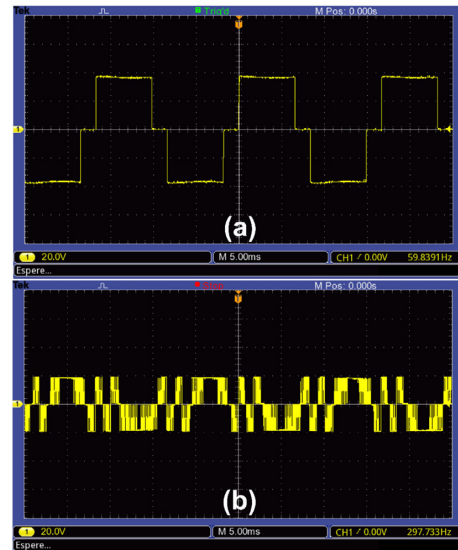 Tek Trig'd M Pos: 0.000s
T
1
(a)
1 20.0V M 5.00ms CH1 / 0.00V 59.8391Hz
Espere...
Tek M Pos: 0.000s
T
1
(b)
1 20.0V M 5.00ms CH1 / 0.00V 297.733Hz
Espere...